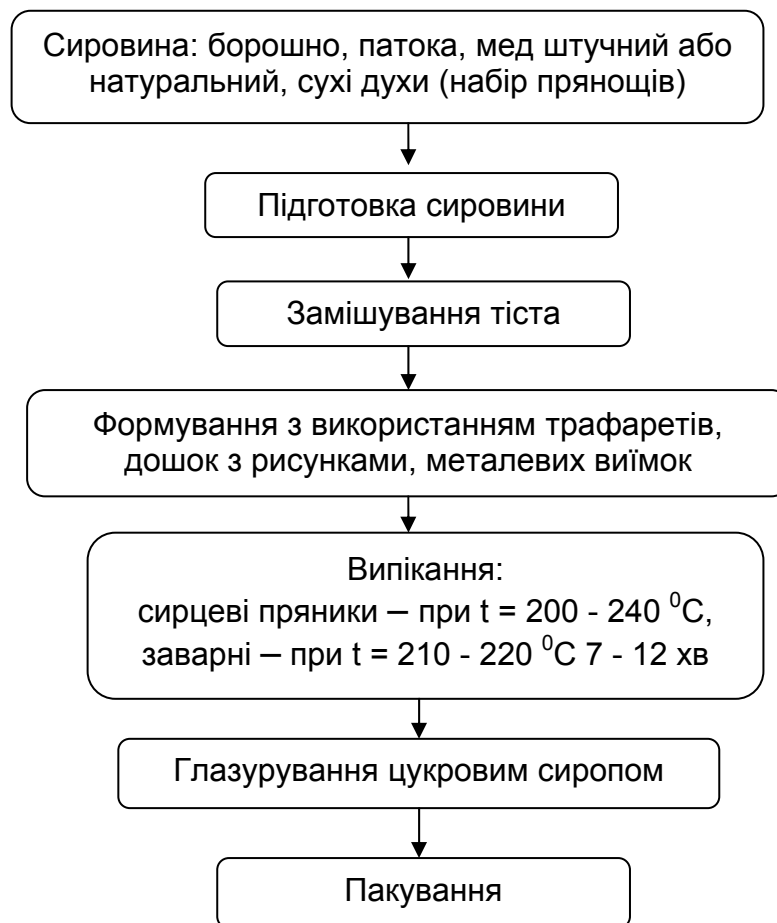 Сировина: борошно, патока, мед штучний або
натуральний, сухі духи (набір прянощів)
Підготовка сировини
Замішування тіста
Формування з використанням трафаретів,
дошок з рисунками, металевих виїмок
Випікання:
сирцеві пряники – при t = 200 - 240 ⁰С,
заварні – при t = 210 - 220 ⁰С 7 - 12 хв
Глазурування цукровим сиропом
Пакування